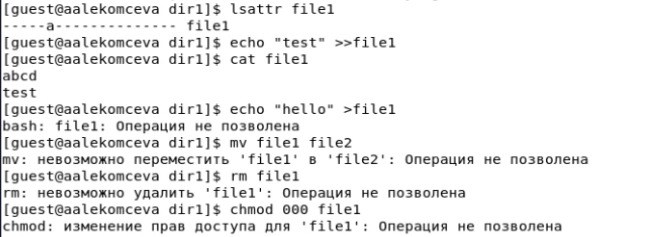 [guest@aalekomceva dir1]$ lsattr file1
-----a-------------- file1
[guest@aalekomceva dir1]$ echo "test" >>file1
[guest@aalekomceva dir1]$ cat file1
abcd
test
[guest@aalekomceva dir1]$ echo "hello" >file1
bash: file1: Операция не позволена
[guest@aalekomceva dir1]$ mv file1 file2
mv: невозможно переместить 'file1' в 'file2': Операция не позволена
[guest@aalekomceva dir1]$ rm file1
rm: невозможно удалить 'file1': Операция не позволена
[guest@aalekomceva dir1]$ chmod 000 file1
chmod: изменение прав доступа для 'file1': Операция не позволена